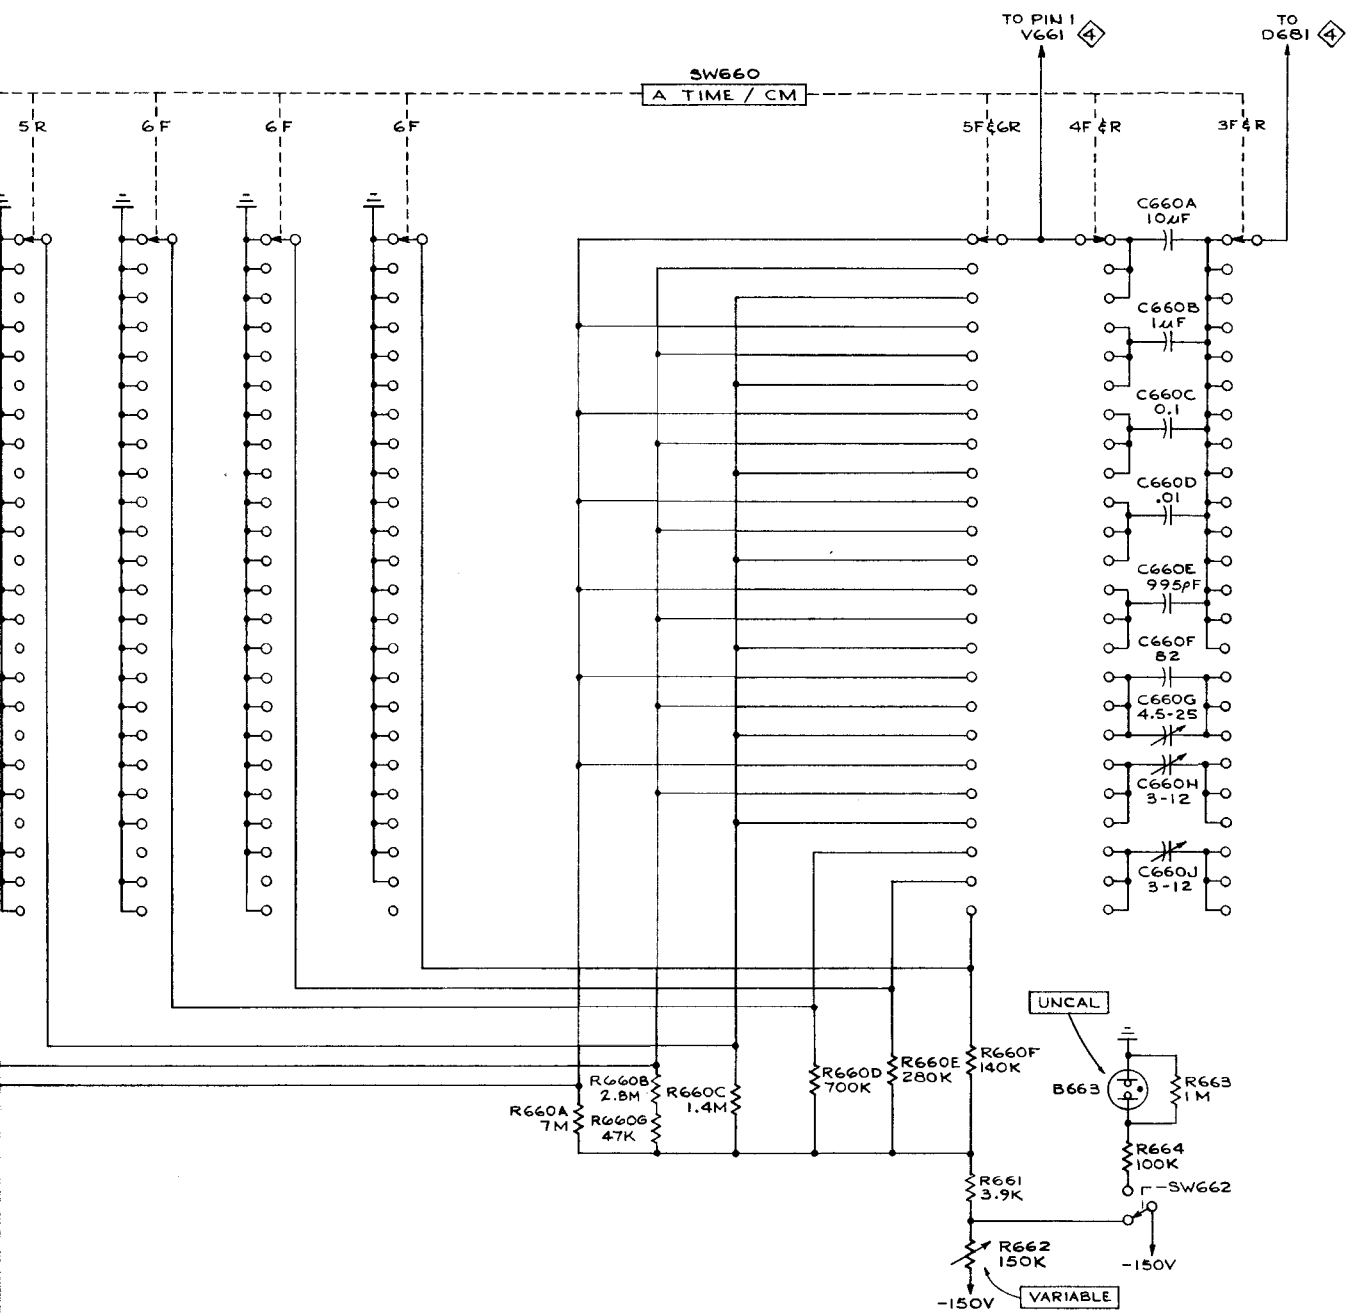 TO PIN 1
V661 4
TO
D681 4
SW660
A TIME / CM
5R
6F
6F
6F
5F&6R
4F&R
3F&R
C660A
10µF
C660B
1µF
C660C
0.1
C660D
.01
C660E
995pF
C660F
82
C660G
4.5-25
C660H
3-12
C660J
3-12
UNCAL
B663
R663
1M
R664
100K
SW662
-150V
R660A
7M
R660B
2.8M
R660G
47K
R660C
1.4M
R660D
700K
R660E
280K
R660F
140K
R661
3.9K
R662
150K
VARIABLE
-150V